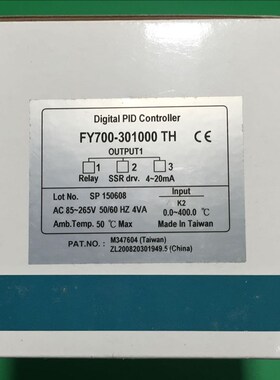 Digital PID Controller
FY700-301000 TH CE
OUTPUT1
1 2 3
Relay SSR drv. 4~20mA
Lot No. SP 150608
AC 85~265V 50/60 HZ 4VA
Amb.Temp. 50 ℃ Max
Input
K2
0.0~400.0 ℃
Made In Taiwan
PAT.NO. : M347604 (Taiwan)
ZL200820301949.5 (China)